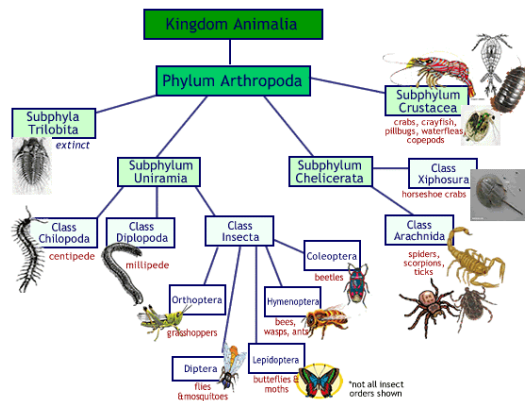 Kingdom Animalia
Phylum Arthropoda
Subphyla
Trilobita
extinct
Subphylum
Crustacea
crabs, crayfish,
pillbugs, waterfleas,
copepods
Subphylum
Uniramia
Subphylum
Chelicerata
Class
Xiphosura
horseshoe crabs
Class
Chilopoda
centipede
Class
Diplopoda
millipede
Class
Insecta
Class
Arachnida
spiders,
scorpions,
ticks
Coleoptera
beetles
Orthoptera
grasshoppers
Hymenoptera
bees,
wasps, ants
Diptera
flies
&mosquitoes
Lepidoptera
butterflies &
moths
*not all insect
orders shown